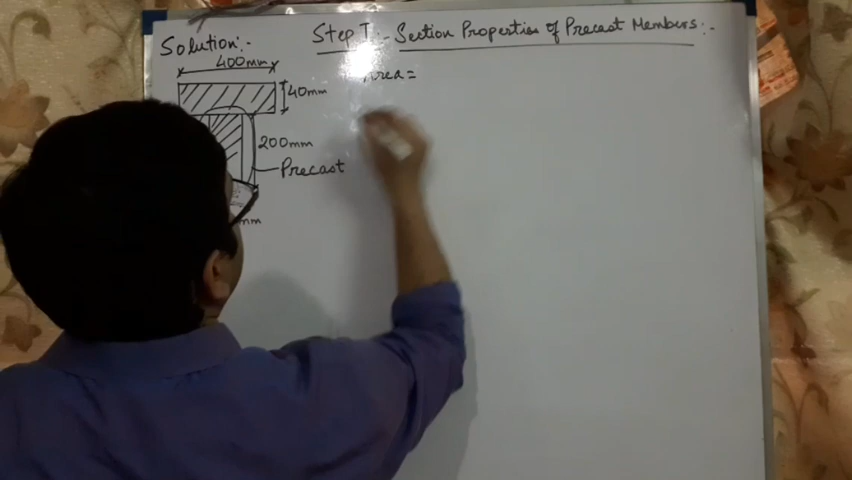 Solution:-
Step I:- Section Properties of Precast Members:-
400mm
Area=
40mm
200mm
Precast
mm